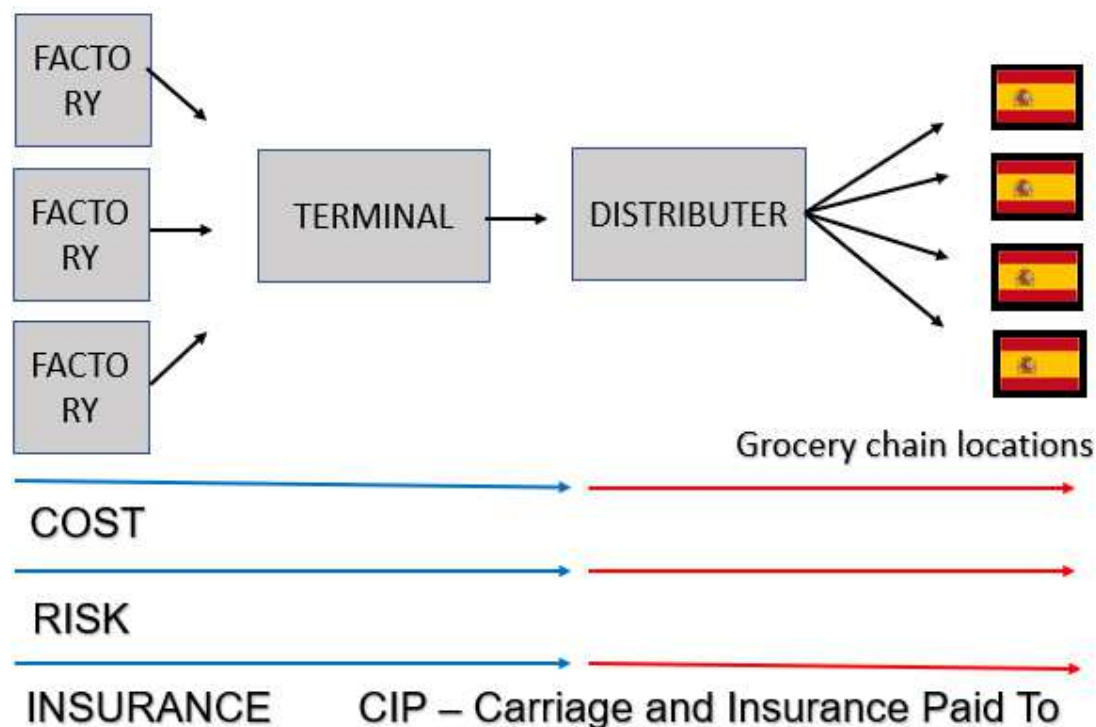 FACTO
RY
FACTO
RY
FACTO
RY
TERMINAL
DISTRIBUTER
Grocery chain locations
COST
RISK
INSURANCE
CIP – Carriage and Insurance Paid To